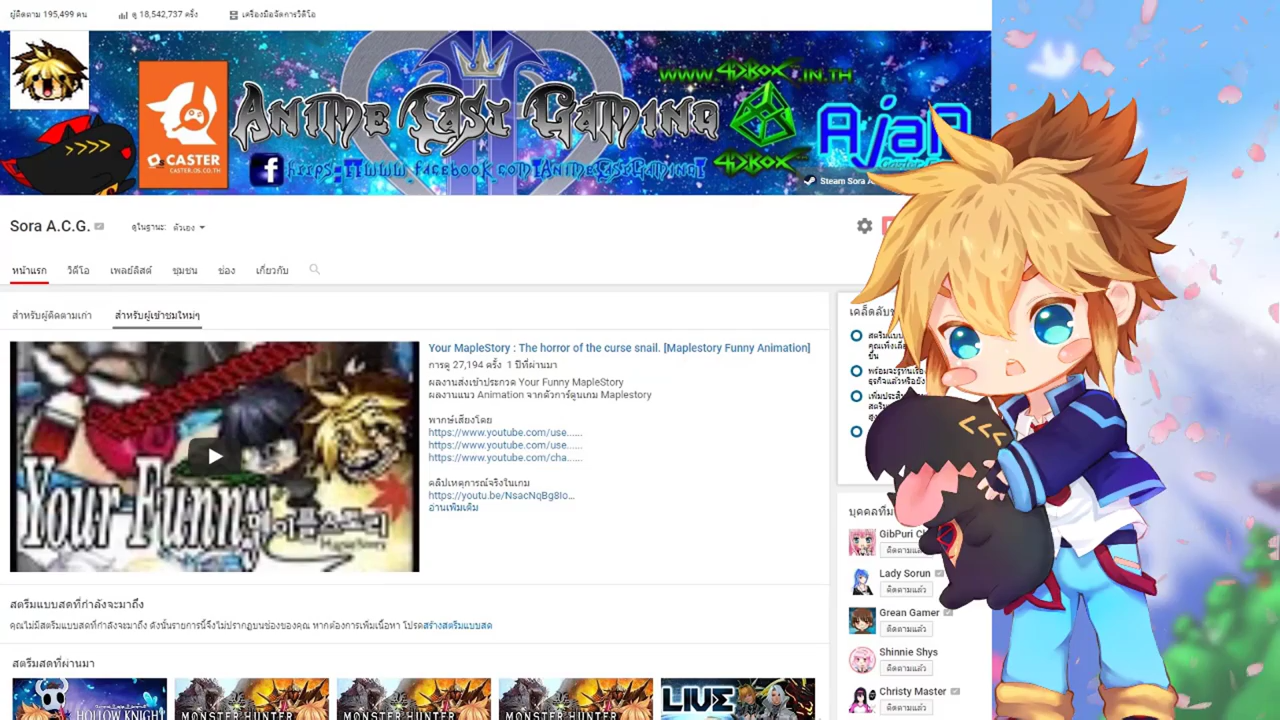 ผู้ติดตาม 195,499 คน
ดู 18,542,737 ครั้ง
เครื่องมือจัดการวิดีโอ
WWW.4DBOX.IN.TH
Anime Cast Gaming
Ajar
Caster
OS CASTER
CASTER.OS.CO.TH
4DBOX
Steam Sora A
Sora A.C.G.
ดูในฐานะ: ตัวเอง
หน้าแรก วิดีโอ เพลย์ลิสต์ ชุมชน ช่อง เกี่ยวกับ
สำหรับผู้ติดตามเก่า สำหรับผู้เข้าชมใหม่ๆ
Your MapleStory : The horror of the curse snail. [Maplestory Funny Animation]
การดู 27,194 ครั้ง 1 ปีที่ผ่านมา
ผลงานส่งเข้าประกวด Your Funny MapleStory
ผลงานแนว Animation จากตัวการ์ตูนเกม Maplestory
พากษ์เสียงโดย
https://www.youtube.com/use......
https://www.youtube.com/use......
https://www.youtube.com/cha......
คลิปเหตุการณ์จริงในเกม
https://youtu.be/NsacNqBg8Io...
อ่านเพิ่มเติม
Your Funny
메이플스토리
MapleStory
สตรีมแบบสดที่กำลังจะมาถึง
คุณไม่มีสตรีมแบบสดที่กำลังจะมาถึง ดังนั้นรายการนี้จึงไม่ปรากฏบนช่องของคุณ หากต้องการเพิ่มเนื้อหา โปรดสร้างสตรีมแบบสด
สตรีมสดที่ผ่านมา
HOLLOW KNIGHT
MONSTER HUNTER
MONSTER HUNTER
MONSTER HUNTER
LIVE
GibPuri
ติดตามแล้ว
Lady Sorun
ติดตามแล้ว
Grean Gamer
ติดตามแล้ว
Shinnie Shys
ติดตามแล้ว
Christy Master
ติดตามแล้ว